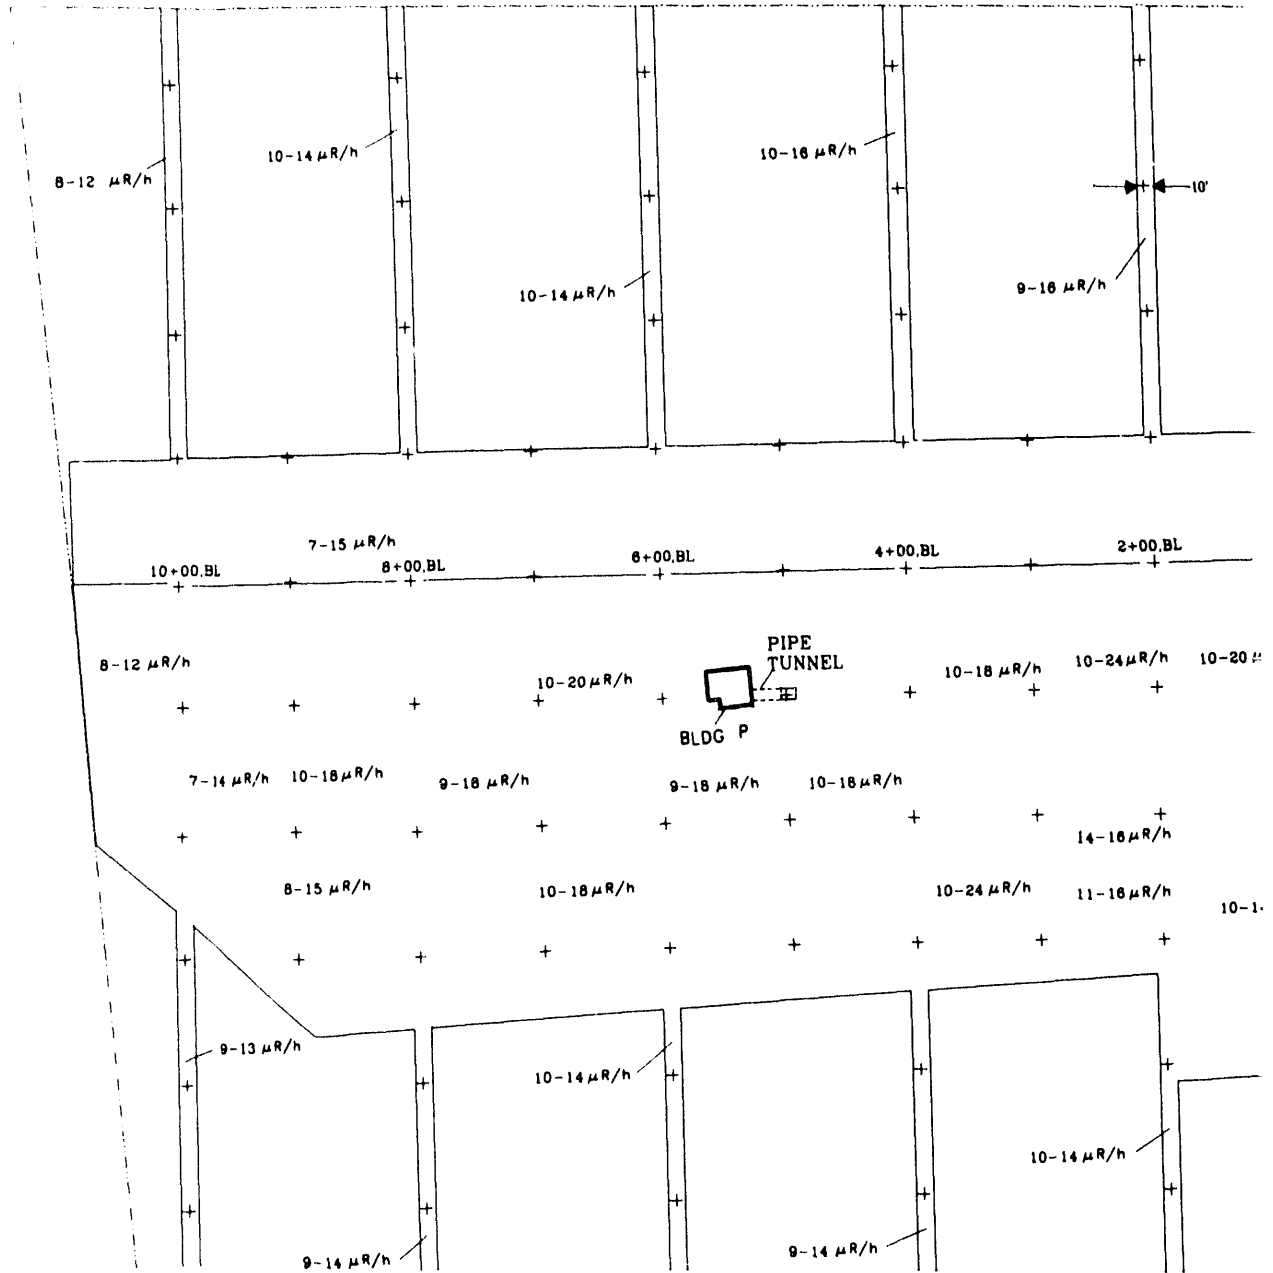 10-14 μR/h
10-16 μR/h
8-12 μR/h
10'
9-16 μR/h
10-14 μR/h
7-15 μR/h
10+00,BL
8+00,BL
6+00,BL
4+00,BL
2+00,BL
PIPE
TUNNEL
8-12 μR/h
10-20 μR/h
10-18 μR/h
10-24 μR/h
10-20
BLDG P
7-14 μR/h
10-18 μR/h
9-18 μR/h
9-18 μR/h
10-18 μR/h
14-16 μR/h
8-15 μR/h
10-18 μR/h
10-24 μR/h
11-16 μR/h
10-1
9-13 μR/h
10-14 μR/h
10-14 μR/h
9-14 μR/h
9-14 μR/h